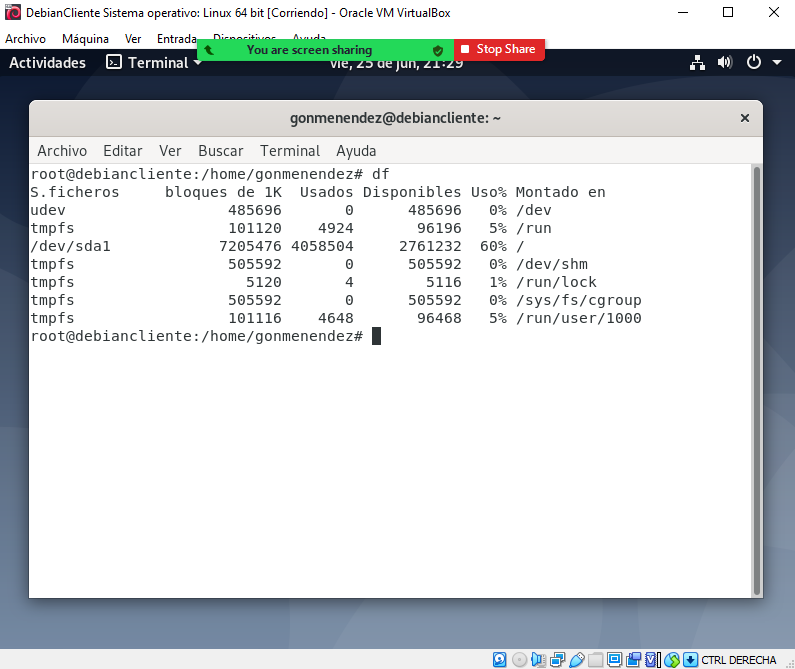 DebianCliente Sistema operativo: Linux 64 bit [Corriendo] - Oracle VM VirtualBox
Archivo Máquina Ver Entrada Dispositivos Ayuda
You are screen sharing Stop Share
Actividades Terminal vie, 25 de jun, 21:29
gonmenendez@debiancliente: ~
Archivo Editar Ver Buscar Terminal Ayuda
root@debiancliente:/home/gonmenendez# df
S.ficheros bloques de 1K Usados Disponibles Uso% Montado en
udev 485696 0 485696 0% /dev
tmpfs 101120 4924 96196 5% /run
/dev/sda1 7205476 4058504 2761232 60% /
tmpfs 505592 0 505592 0% /dev/shm
tmpfs 5120 4 5116 1% /run/lock
tmpfs 505592 0 505592 0% /sys/fs/cgroup
tmpfs 101116 4648 96468 5% /run/user/1000
root@debiancliente:/home/gonmenendez#
CTRL DERECHA